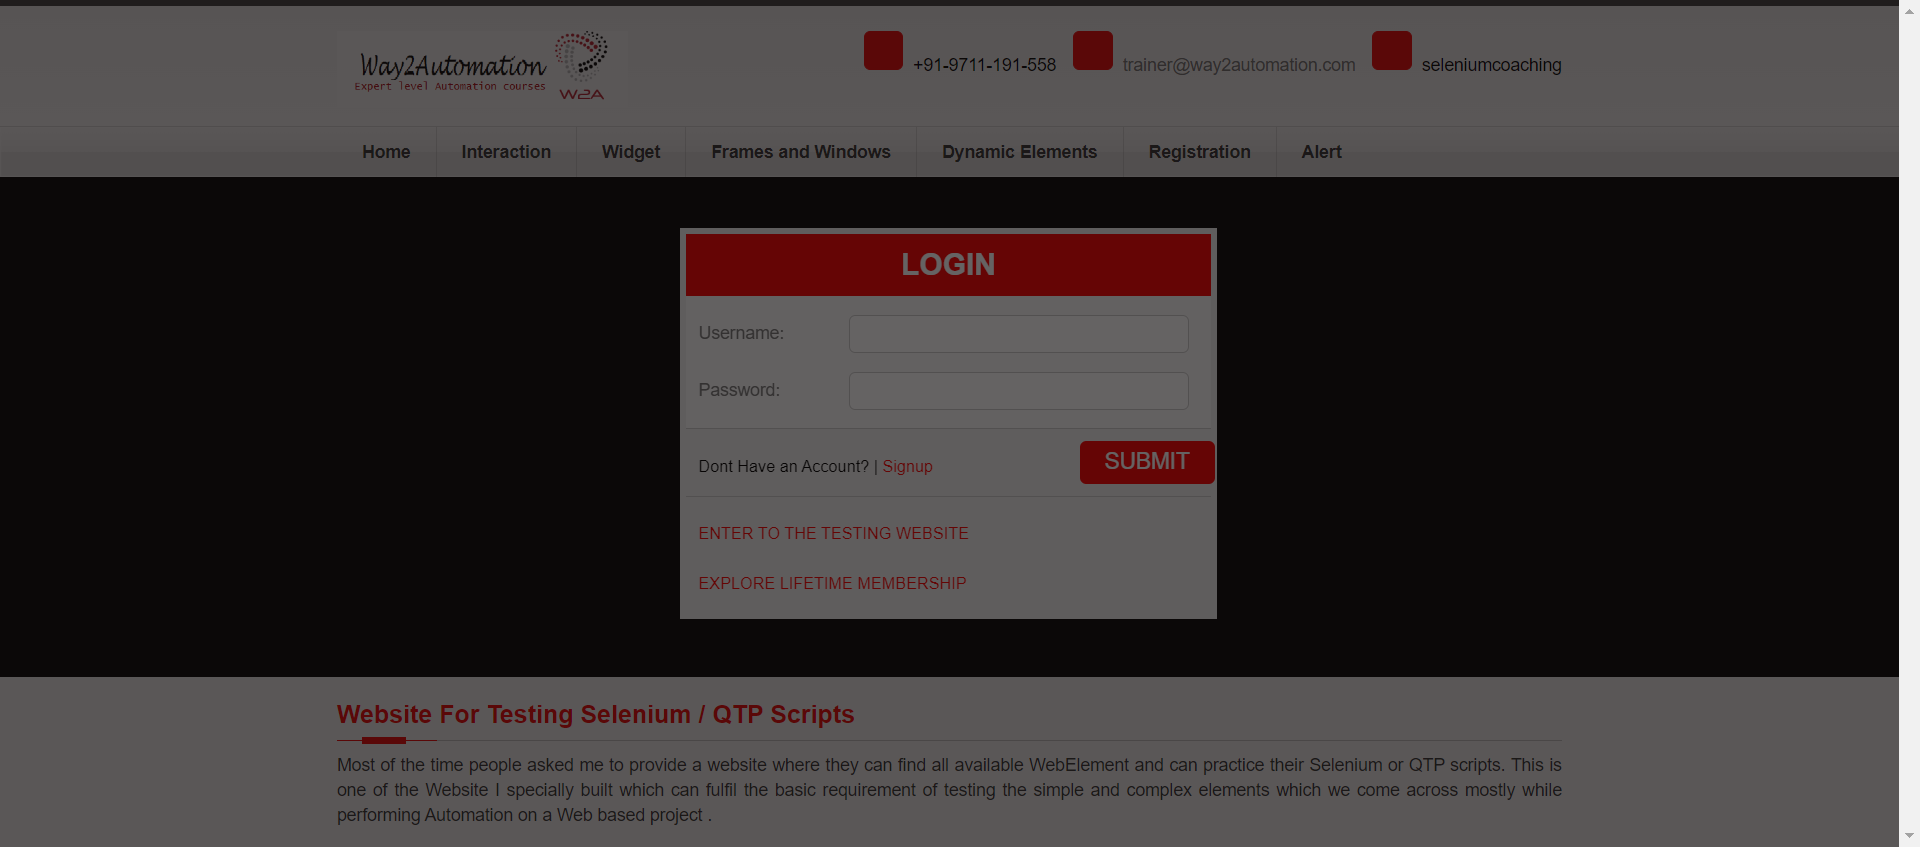 Way2Automation
Expert level Automation courses
W2A
+91-9711-191-558
trainer@way2automation.com
seleniumcoaching
Home
Interaction
Widget
Frames and Windows
Dynamic Elements
Registration
Alert
LOGIN
Username:
Password:
Dont Have an Account? | Signup
SUBMIT
ENTER TO THE TESTING WEBSITE
EXPLORE LIFETIME MEMBERSHIP
Website For Testing Selenium / QTP Scripts
Most of the time people asked me to provide a website where they can find all available WebElement and can practice their Selenium or QTP scripts. This is
one of the Website I specially built which can fulfil the basic requirement of testing the simple and complex elements which we come across mostly while
performing Automation on a Web based project .